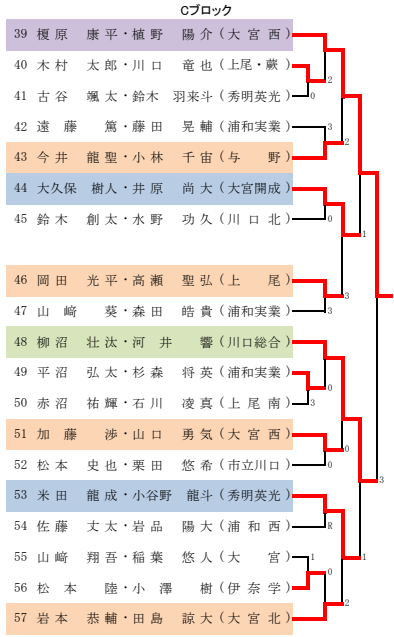 Cブロック
39 榎原 康平・植野 陽介 (大宮西)
40 木村 太郎・川口 竜也 (上尾・蕨)
2
41 古谷 颯太・鈴木 羽来斗 (秀明英光)
0
42 遠藤 篤・藤田 晃輔 (浦和実業)
3
2
43 今井 龍聖・小林 千宙 (与野)
44 大久保 樹人・井原 尚大 (大宮開成)
45 鈴木 創太・水野 功久 (川口北)
0
1
46 岡田 光平・高瀬 聖弘 (上尾)
3
47 山﨑 葵・森田 皓貴 (浦和実業)
3
48 柳沼 壮汰・河井 響 (川口総合)
49 平沼 弘太・杉森 将英 (浦和実業)
0
50 赤沼 祐輝・石川 凌真 (上尾南)
3
51 加藤 渉・山口 勇気 (大宮西)
0
52 松本 史也・栗田 悠希 (市立川口)
0
3
53 米田 龍成・小谷野 龍斗 (秀明英光)
54 佐藤 丈太・岩品 陽大 (浦和西)
R
55 山﨑 翔吾・稲葉 悠人 (大宮)
1
1
0
56 松本 陸・小澤 樹 (伊奈学)
2
57 岩本 恭輔・田島 諒大 (大宮北)